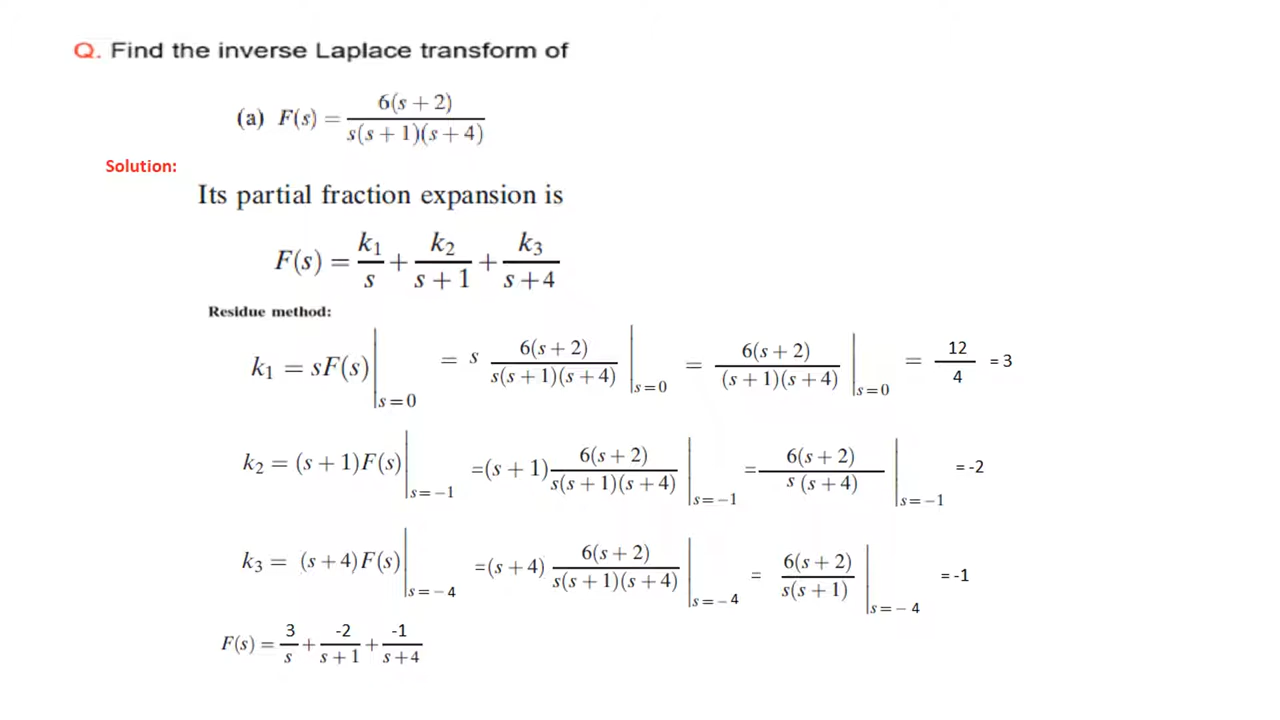 Q. Find the inverse Laplace transform of
(a) F(s) = 6(s + 2) / s(s + 1)(s + 4)
Solution:
Its partial fraction expansion is
F(s) = k₁/s + k₂/(s + 1) + k₃/(s + 4)
Residue method:
k₁ = sF(s) |s=0 = s 6(s + 2) / s(s + 1)(s + 4) |s=0 = 6(s + 2) / (s + 1)(s + 4) |s=0 = 12/4 = 3
k₂ = (s + 1)F(s) |s=−1 =(s + 1) 6(s + 2) / s(s + 1)(s + 4) |s=−1 = 6(s + 2) / s (s + 4) |s=−1 = -2
k₃ = (s + 4)F(s) |s=−4 =(s + 4) 6(s + 2) / s(s + 1)(s + 4) |s=−4 = 6(s + 2) / s(s + 1) |s=−4 = -1
F(s) = 3/s + -2/(s + 1) + -1/(s + 4)